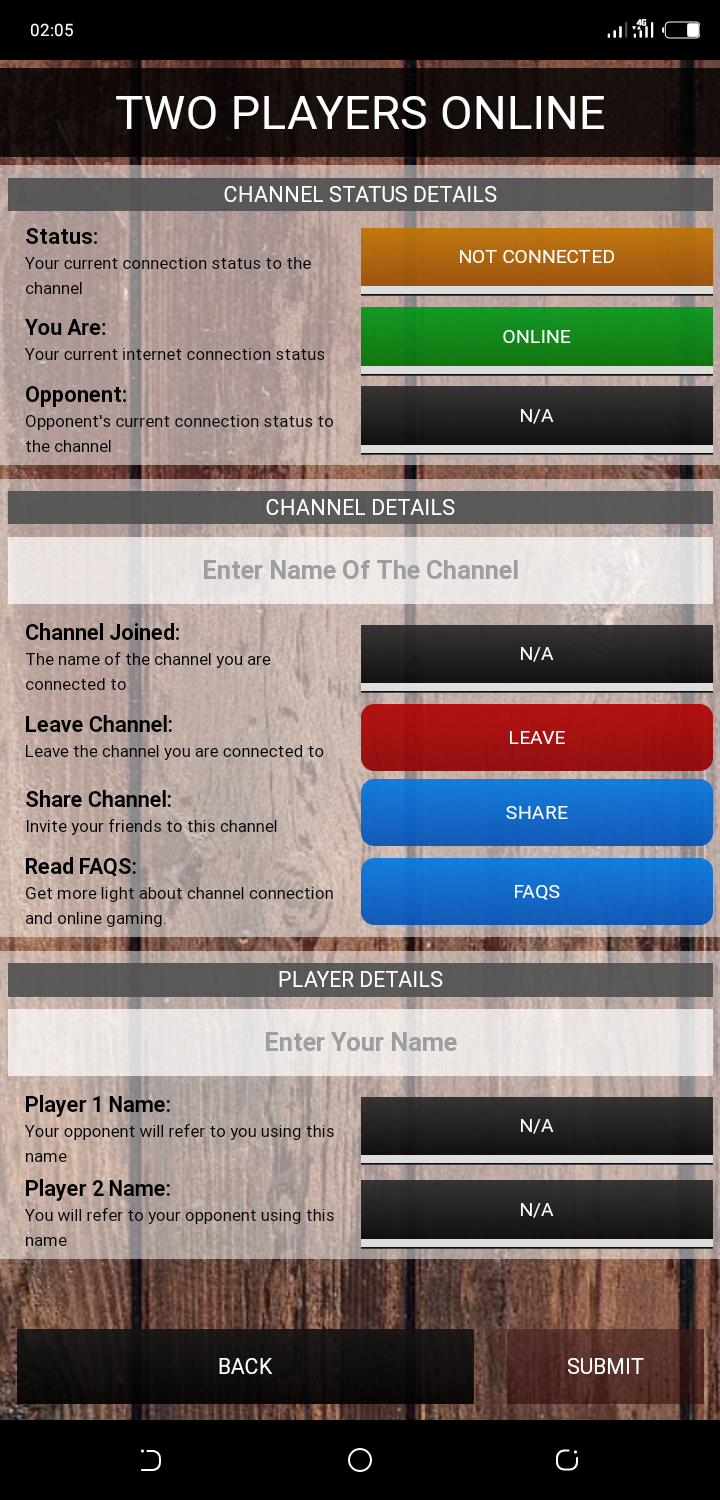 02:05
4G
TWO PLAYERS ONLINE
CHANNEL STATUS DETAILS
Status:
Your current connection status to the
channel
NOT CONNECTED
You Are:
Your current internet connection status
ONLINE
Opponent:
Opponent's current connection status to
the channel
N/A
CHANNEL DETAILS
Enter Name Of The Channel
Channel Joined:
The name of the channel you are
connected to
N/A
Leave Channel:
Leave the channel you are connected to
LEAVE
Share Channel:
Invite your friends to this channel
SHARE
Read FAQS:
Get more light about channel connection
and online gaming.
FAQS
PLAYER DETAILS
Enter Your Name
Player 1 Name:
Your opponent will refer to you using this
name
N/A
Player 2 Name:
You will refer to your opponent using this
name
N/A
BACK
SUBMIT